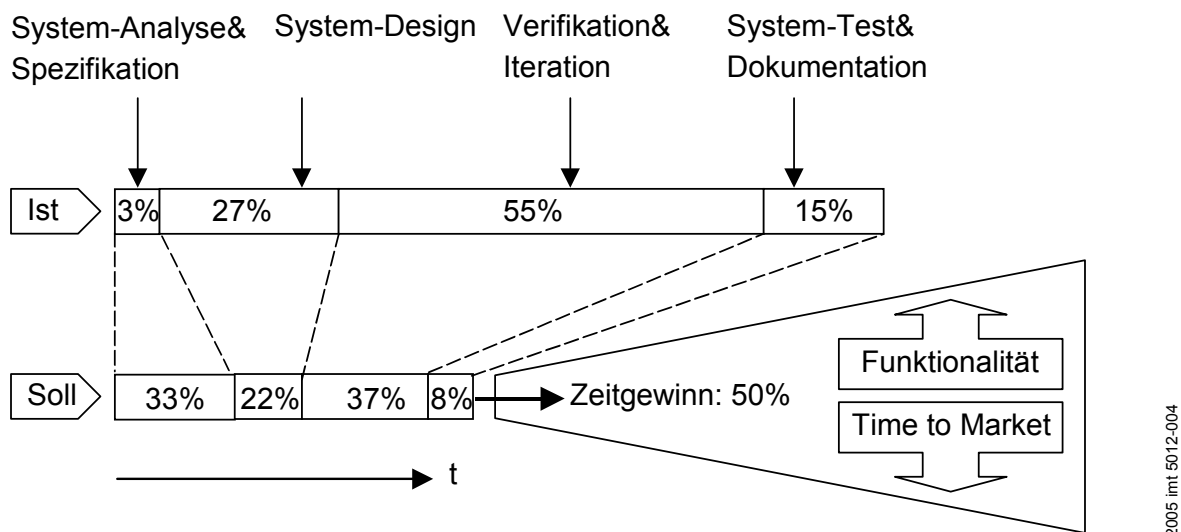 System-Analyse&
Spezifikation
System-Design
Verifikation&
Iteration
System-Test&
Dokumentation
Ist
3%
27%
55%
15%
Soll
33%
22%
37%
8%
Zeitgewinn: 50%
Funktionalität
Time to Market
t
2005 imt 5012-004